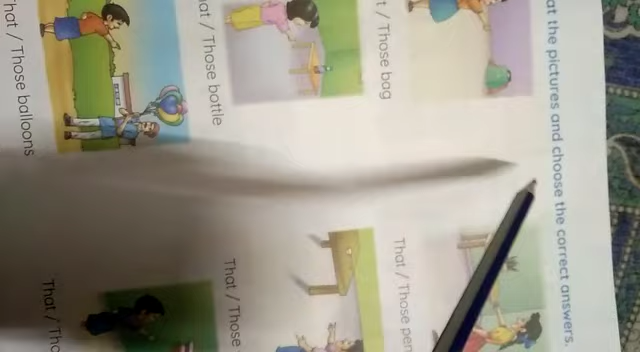 at the pictures and choose the correct answers.
That / Those pen
t / Those bag
That / Those
at / Those bottle
That / Tho
hat / Those balloons